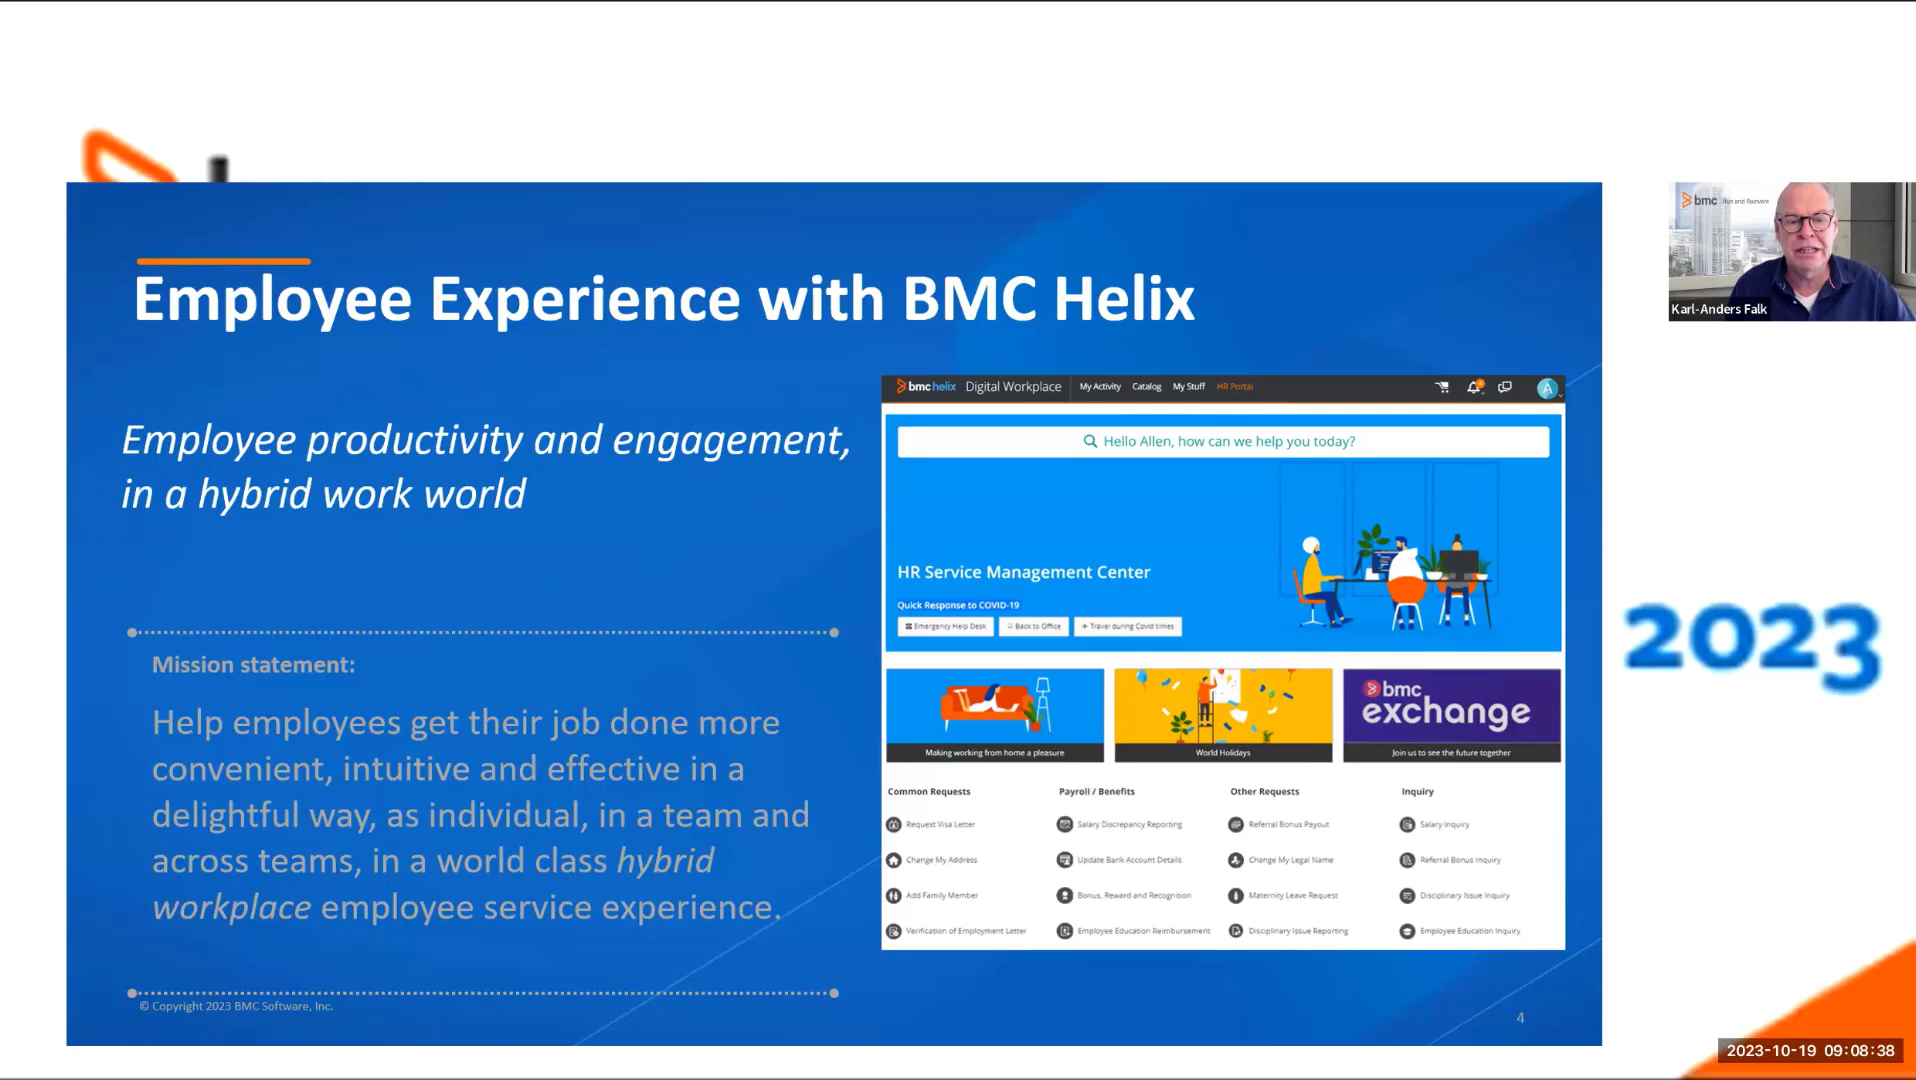 Employee Experience with BMC Helix
Employee productivity and engagement,
in a hybrid work world
Mission statement:
Help employees get their job done more
convenient, intuitive and effective in a
delightful way, as individual, in a team and
across teams, in a world class hybrid
workplace employee service experience.
© Copyright 2023 BMC Software, Inc.
4
bmc helix Digital Workplace My Activity Catalog My Stuff HR Portal
A
Hello Allen, how can we help you today?
HR Service Management Center
Quick Response to COVID-19
Emergency Help Desk Back to Office Travel during Covid times
Making working from home a pleasure
World Holidays
bmc
exchange
Join us to see the future together
Common Requests
Request Visa Letter
Change My Address
Add Family Member
Verification of Employment Letter
Payroll / Benefits
Salary Discrepancy Reporting
Update Bank Account Details
Bonus, Reward and Recognition
Employee Education Reimbursement
Other Requests
Referral Bonus Payout
Change My Legal Name
Maternity Leave Request
Disciplinary Issue Reporting
Inquiry
Salary Inquiry
Referral Bonus Inquiry
Disciplinary Issue Inquiry
Employee Education Inquiry
bmc Run and Reinvent
Karl-Anders Falk
2023
2023-10-19 09:08:38